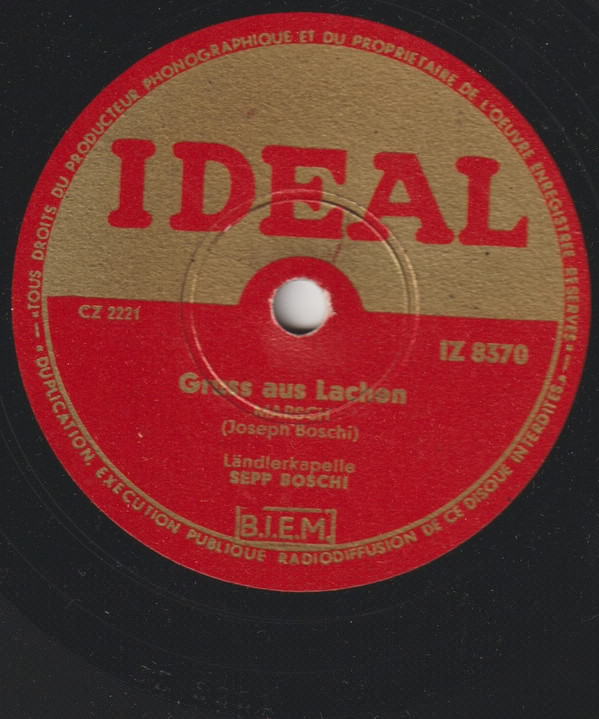 «TOUS DROITS DU PRODUCTEUR PHONOGRAPHIQUE ET DU PROPRIETAIRE DE L'OEUVRE ENREGISTREE RESERVES»
IDEAL
CZ 2221
IZ 8370
Gruss aus Lachen
MARSCH
(Joseph Boschi)
Ländlerkapelle
SEPP BOSCHI
B.I.E.M.
DUPLICATION, EXECUTION PUBLIQUE RADIODIFFUSION DE CE DISQUE INTERDITES.